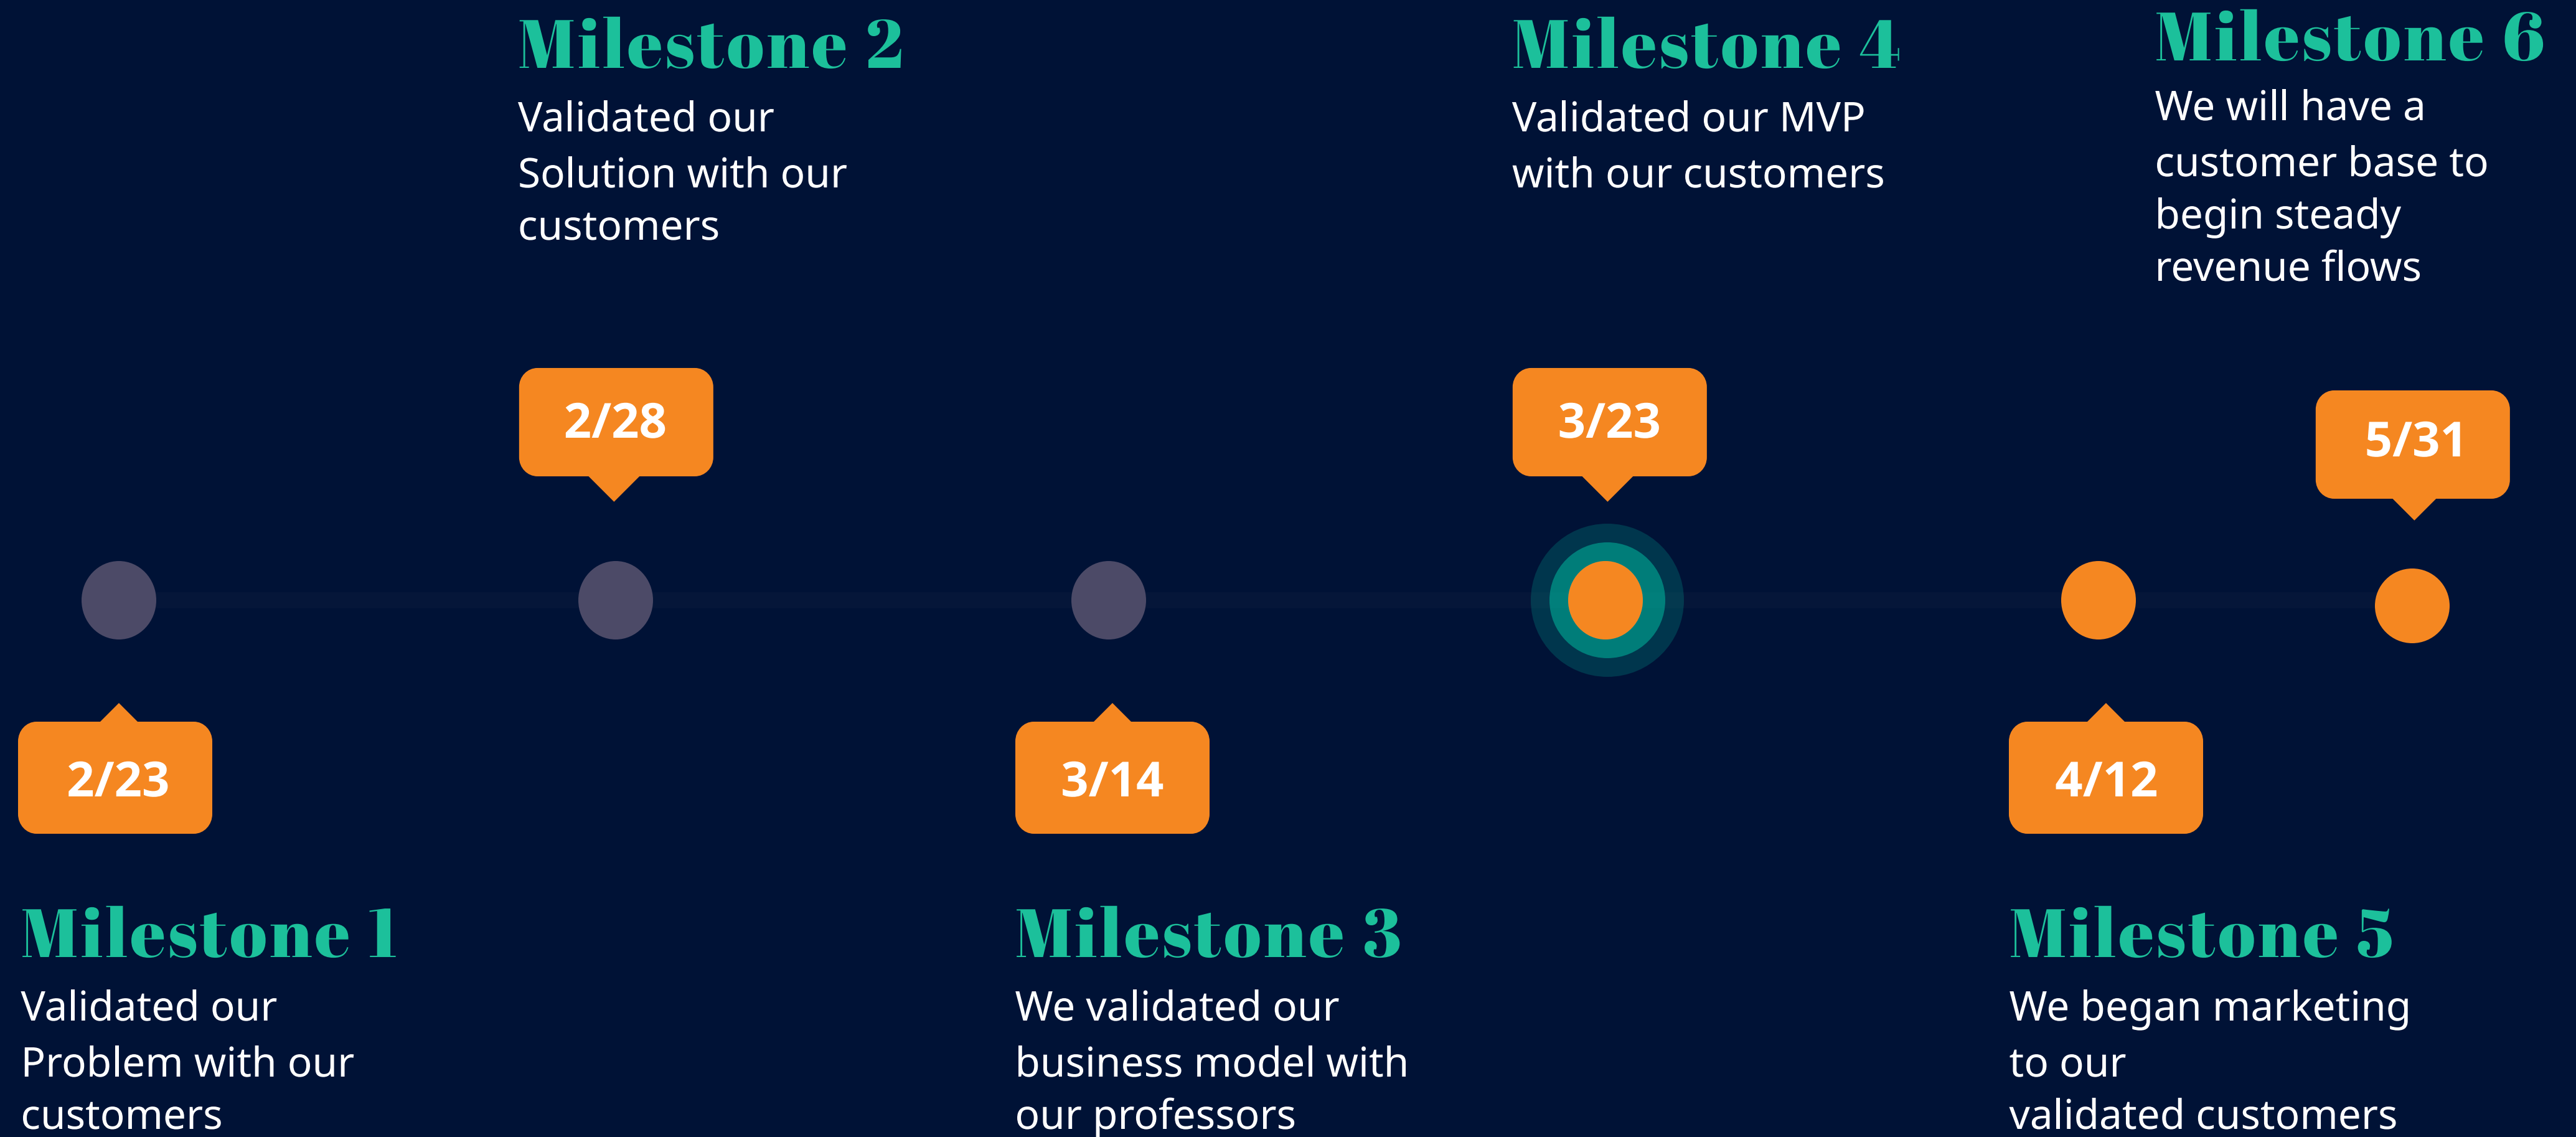 Milestone 2
Validated our
Solution with our
customers
Milestone 4
Validated our MVP
with our customers
Milestone 6
We will have a
customer base to
begin steady
revenue flows
2/28
3/23
5/31
2/23
3/14
4/12
Milestone 1
Validated our
Problem with our
customers
Milestone 3
We validated our
business model with
our professors
Milestone 5
We began marketing
to our
validated customers